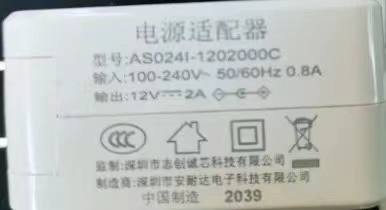 电源适配器
型号:AS024I-1202000C
输入:100-240V~ 50/60Hz 0.8A
输出:12V⎓2A
CCC VI
监制:深圳市志创诚芯科技有限公司
制造商:深圳市安耐达电子科技有限公司
中国制造 2039